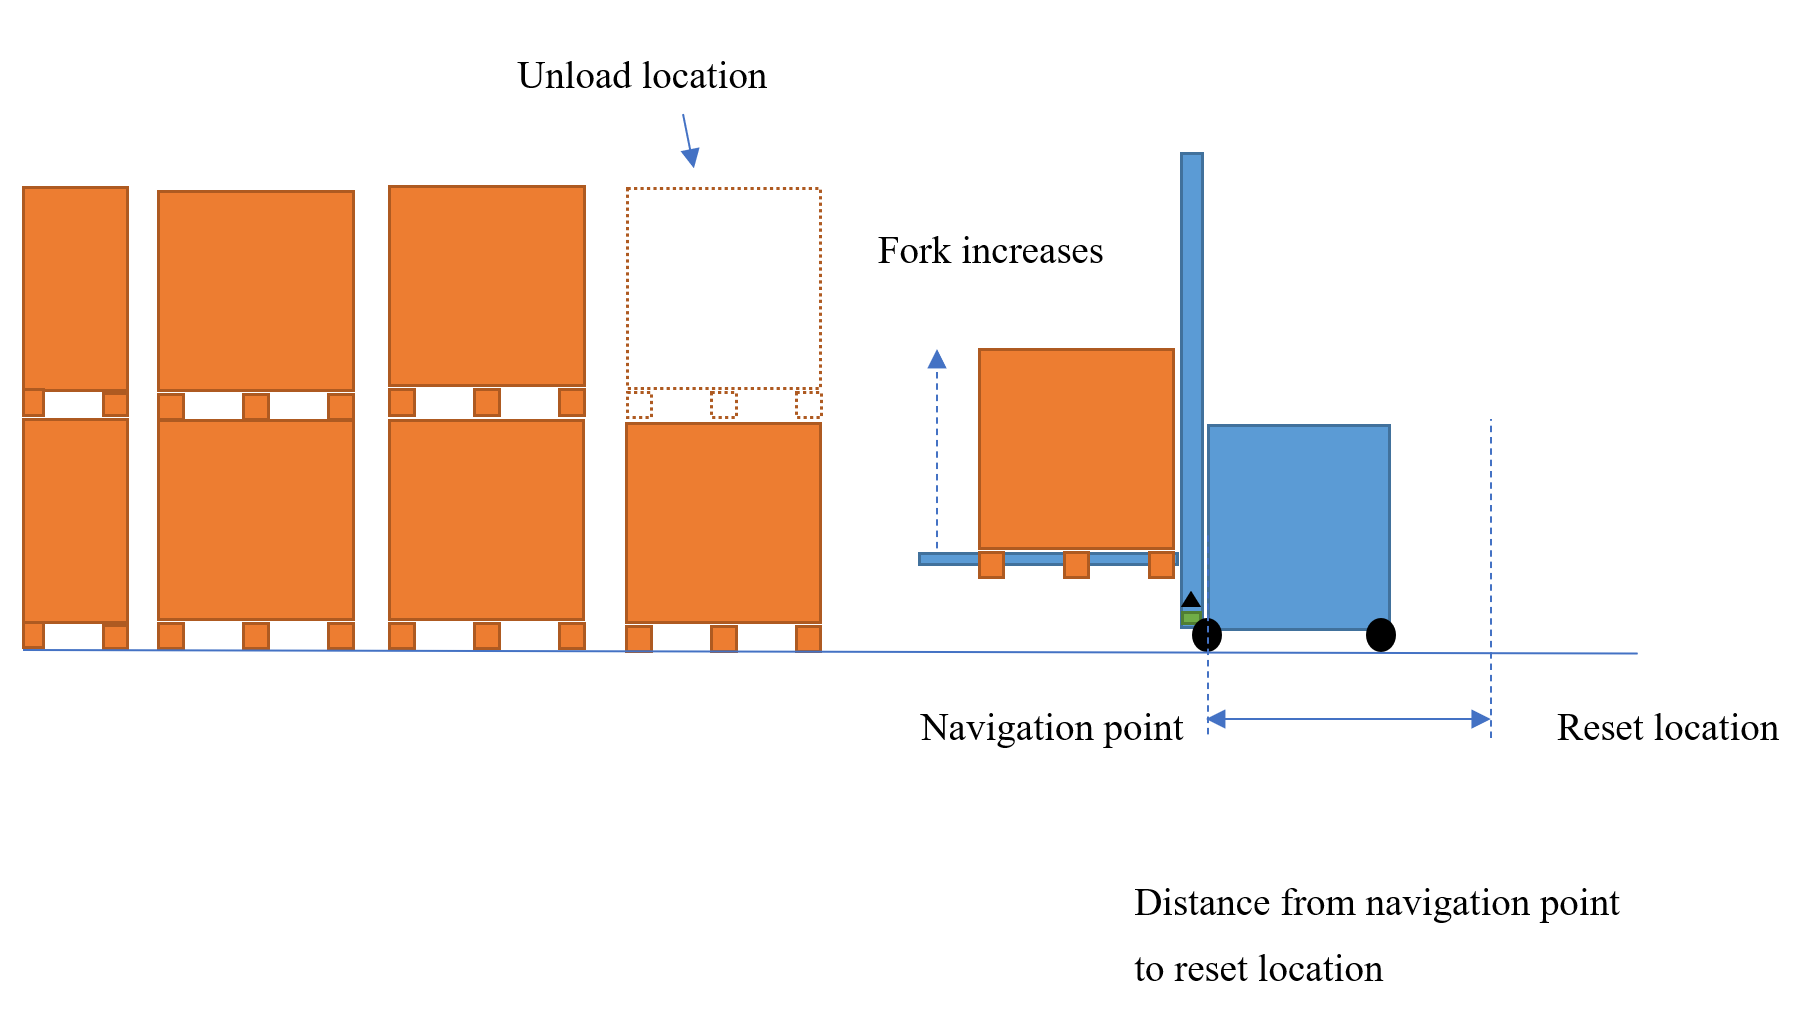 Unload location
Fork increases
Navigation point
Reset location
Distance from navigation point
to reset location